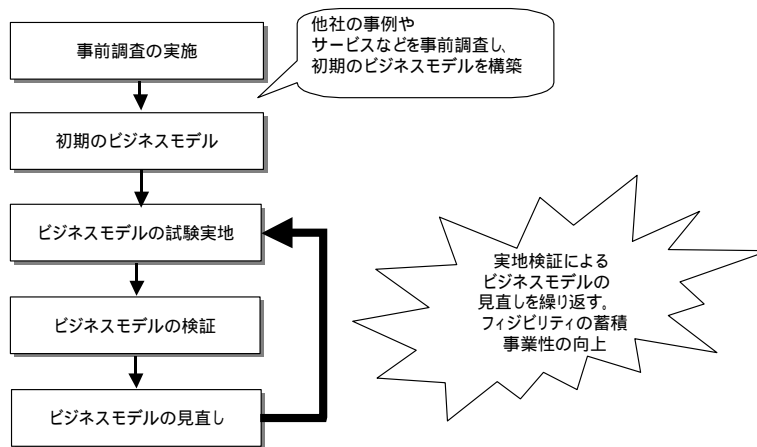 事前調査の実施
他社の事例や
サービスなどを事前調査し、
初期のビジネスモデルを構築
初期のビジネスモデル
ビジネスモデルの試験実地
ビジネスモデルの検証
ビジネスモデルの見直し
実地検証による
ビジネスモデルの
見直しを繰り返す。
フィジビリティの蓄積
事業性の向上